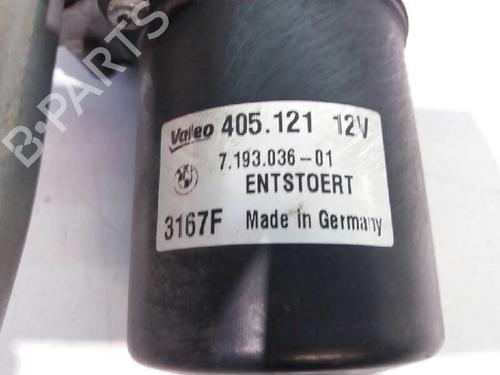 B-PARTS
Valeo 405.121 12V
7.193.036-01
ENTSTOERT
3167F Made in Germany